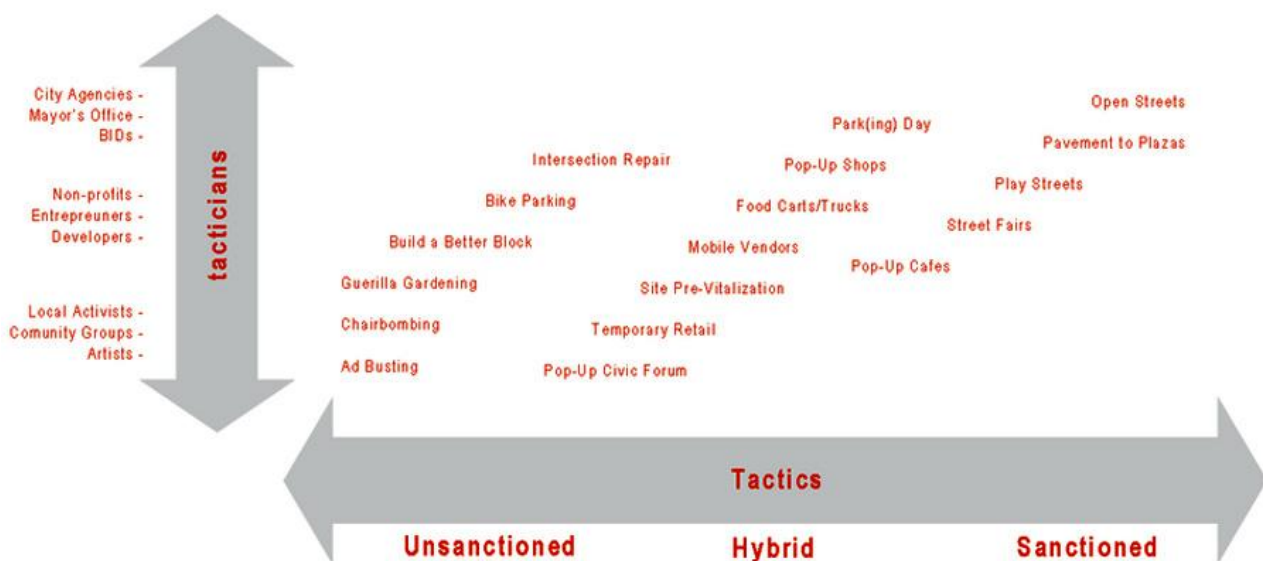 City Agencies -
Mayor's Office -
BIDs -
Non-profits -
Entrepreuners -
Developers -
Local Activists -
Comunity Groups -
Artists -
tacticians
Open Streets
Park(ing) Day
Pavement to Plazas
Intersection Repair
Pop-Up Shops
Play Streets
Bike Parking
Food Carts/Trucks
Street Fairs
Build a Better Block
Mobile Vendors
Pop-Up Cafes
Guerilla Gardening
Site Pre-Vitalization
Chairbombing
Temporary Retail
Ad Busting
Pop-Up Civic Forum
Tactics
Unsanctioned
Hybrid
Sanctioned